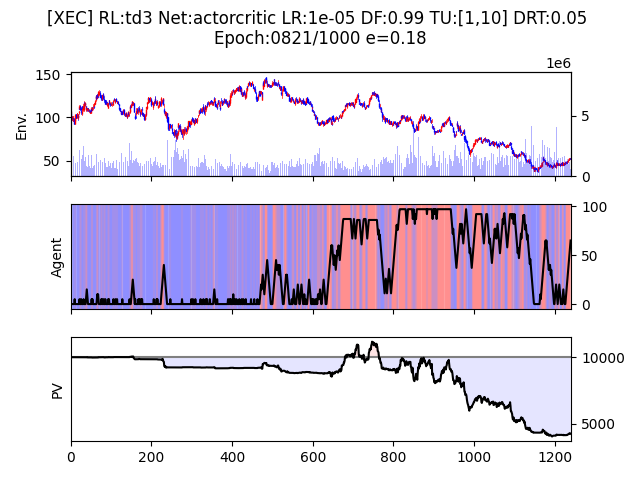 [XEC] RL:td3 Net:actorcritic LR:1e-05 DF:0.99 TU:[1,10] DRT:0.05
Epoch:0821/1000 e=0.18
1e6
150
100
50
Env.
5
0
Agent
100
50
0
PV
10000
5000
0 200 400 600 800 1000 1200